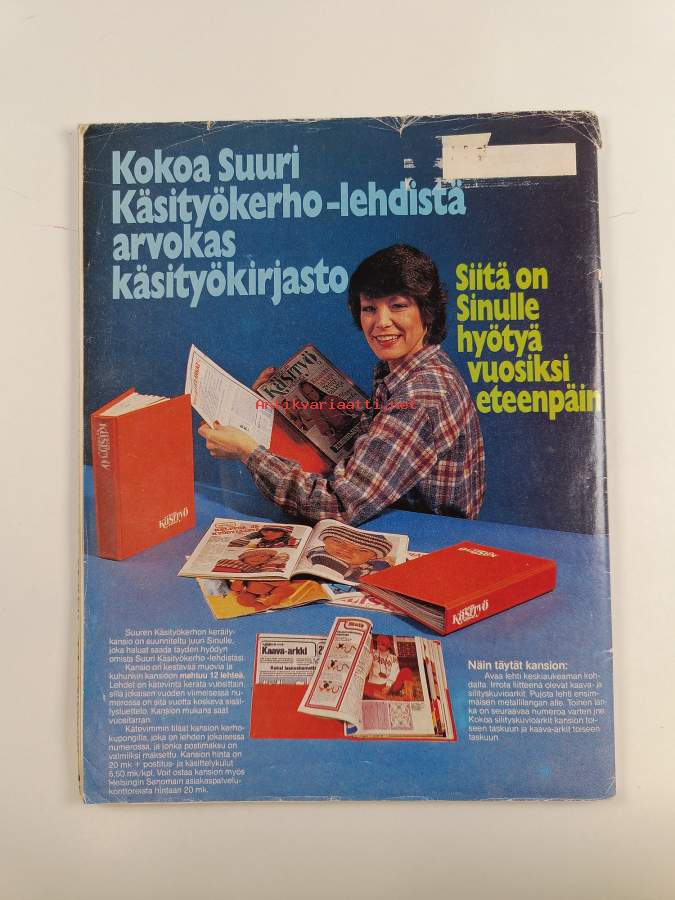 Kokoa Suuri
Käsityökerho-lehdistä
arvokas
käsityökirjasto
Siitä on
Sinulle
hyötyä
vuosiksi
eteenpäin
KÄSITYÖ
Antikvariaatti.net
KÄSITYÖ
KÄSITYÖ
KÄSITYÖ
KÄSITYÖ
Suuren Käsityökerhon keräily-
kansio on suunniteltu juuri Sinulle,
joka haluat saada täyden hyödyn
omista Suuri Käsityökerho -lehdistäsi.
Kansio on kestävää muovia ja
kuhunkin kansioon mahtuu 12 lehteä.
Lehdet on kätevintä kerätä vuosittain,
sillä jokaisen vuoden viimeisessä nu-
merossa on sitä vuotta koskeva sisäl-
lysluettelo. Kansion mukana saat
vuositarran.
Kätevimmin tilaat kansion kerho-
kupongilla, joka on lehden jokaisessa
numerossa, ja jonka postimaksu on
valmiiksi maksettu. Kansion hinta on
20 mk + postitus- ja käsittelykulut
5,50 mk/kpl. Voit ostaa kansion myös
Helsingin Sanomain asiakaspalvelu-
konttoreista hintaan 20 mk.
Kaava-arkki
Näin täytät kansion:
Avaa lehti keskiaukeaman koh-
dalta. Irrota liitteenä olevat kaava- ja
silityskuvioarkit. Pujota lehti ensim-
mäisen metallilangan alle. Toinen lan-
ka on seuraavaa numeroa varten jne.
Kokoa silityskuvioarkit kansion toi-
seen taskuun ja kaava-arkit toiseen
taskuun.